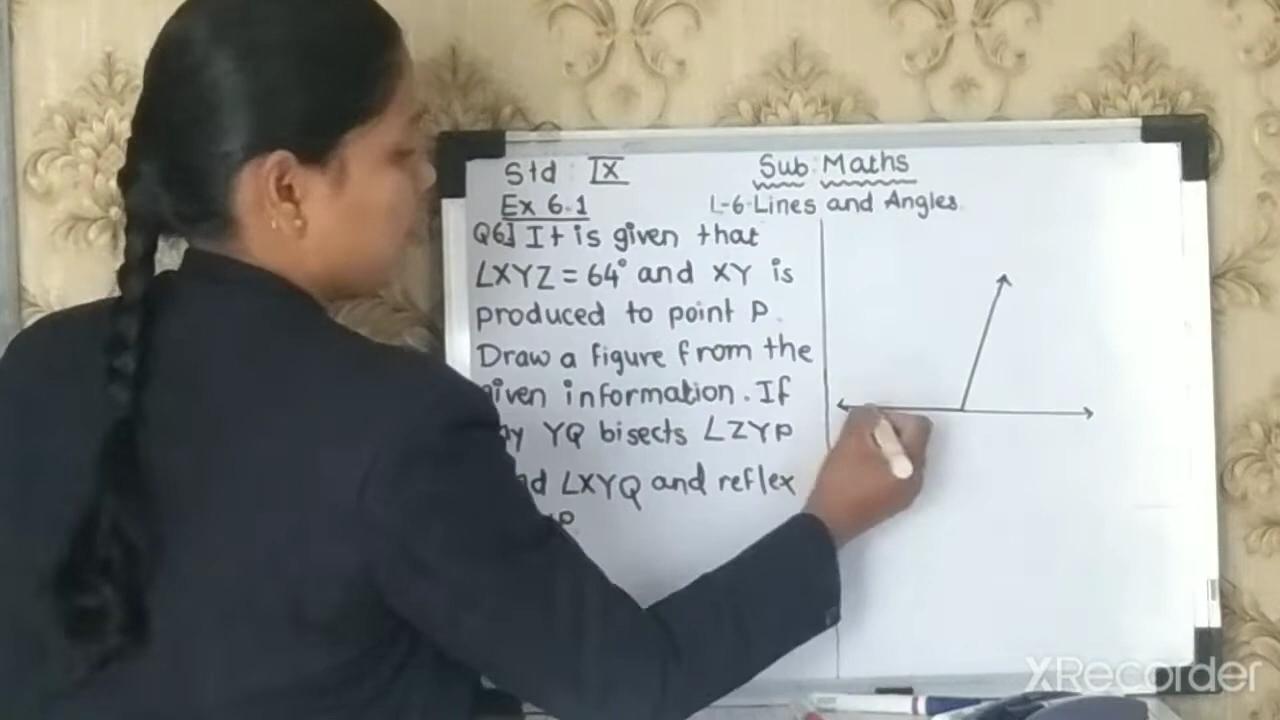 Std : IX
Sub: Maths
Ex 6.1
L-6 Lines and Angles.
Q6] It is given that
∠XYZ = 64° and XY is
produced to point P.
Draw a figure from the
given information. If
YQ bisects ∠ZYP
∠XYQ and reflex
XRecorder